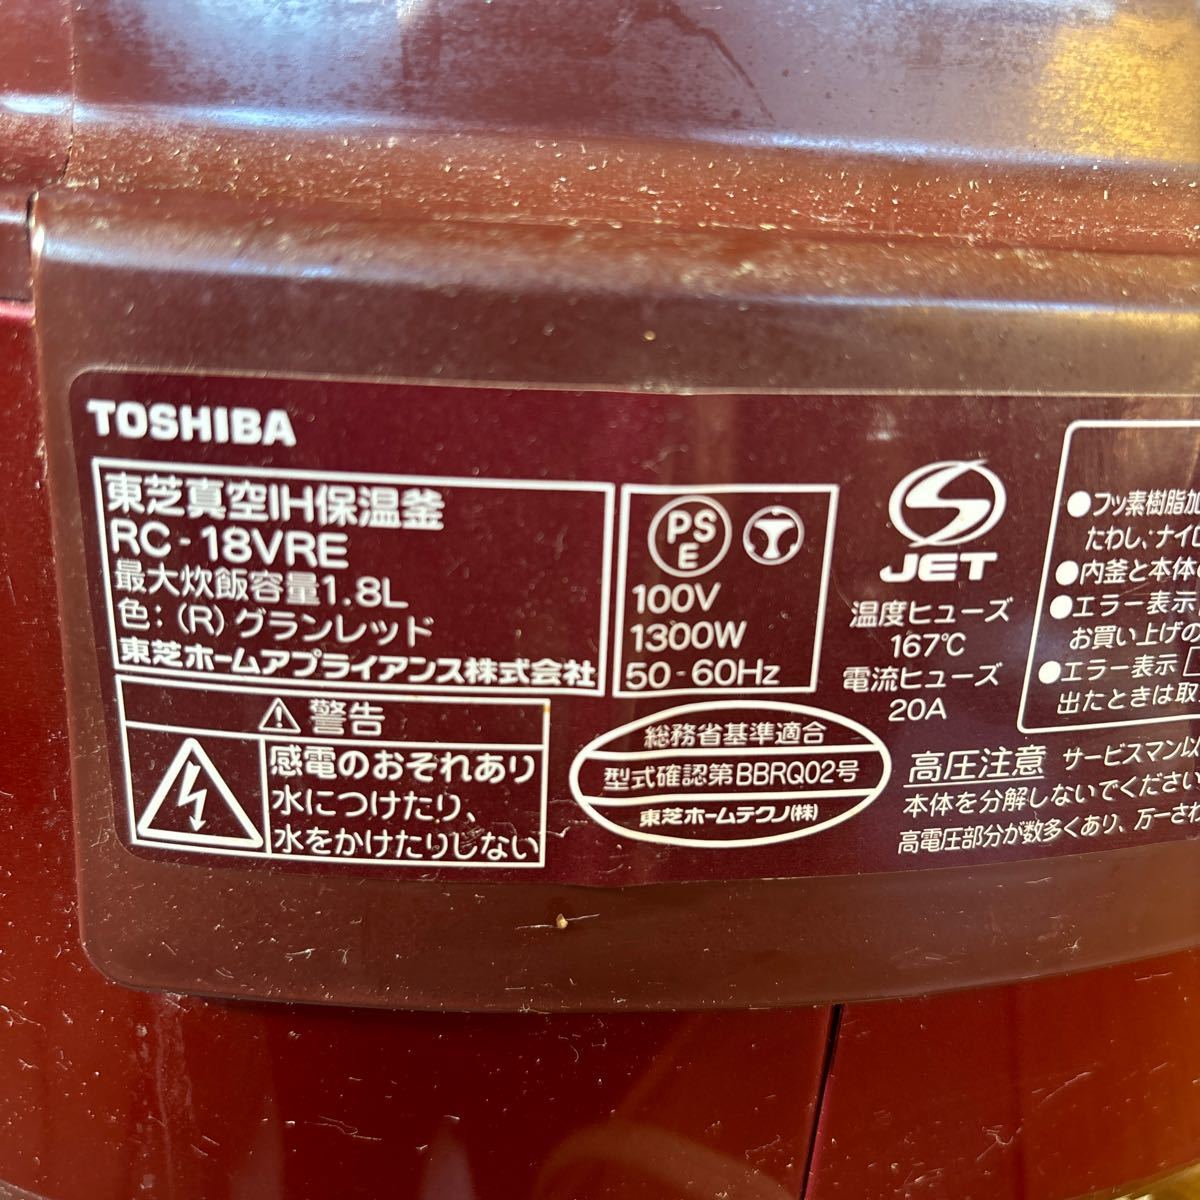 TOSHIBA
東芝真空IH保温釜
RC-18VRE
最大炊飯容量1.8L
色:(R)グランレッド
東芝ホームアプライアンス株式会社
警告
感電のおそれあり
水につけたり、
水をかけたりしない
PS
E
100V
1300W
50-60Hz
総務省基準適合
型式確認第BBRQ02号
東芝ホームテクノ(株)
S
JET
温度ヒューズ
167℃
電流ヒューズ
20A
●フッ素樹脂加
たわし、ナイロ
●内釜と本体の
●エラー表示
お買い上げの
●エラー表示
出たときは取
高圧注意 サービスマン以
本体を分解しないでください
高電圧部分が数多くあり、万一さわ